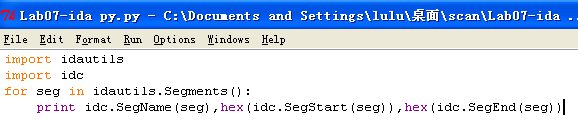 Lab07-ida py.py - C:\Documents and Settings\lulu\桌面\scan\Lab07-ida ..
File Edit Format Run Options Windows Help
import idautils
import idc
for seg in idautils.Segments():
    print idc.SegName(seg),hex(idc.SegStart(seg)),hex(idc.SegEnd(seg))